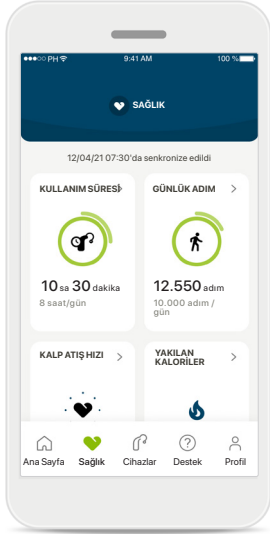 PH 9:41 AM 100 %
SAĞLIK
12/04/21 07:30'da senkronize edildi
KULLANIM SÜRESİ
GÜNLÜK ADIM
10 sa 30 dakika
8 saat/gün
12.550 adım
10.000 adım /
gün
KALP ATIŞ HIZI
YAKILAN
KALORİLER
Ana Sayfa Sağlık Cihazlar Destek Profil